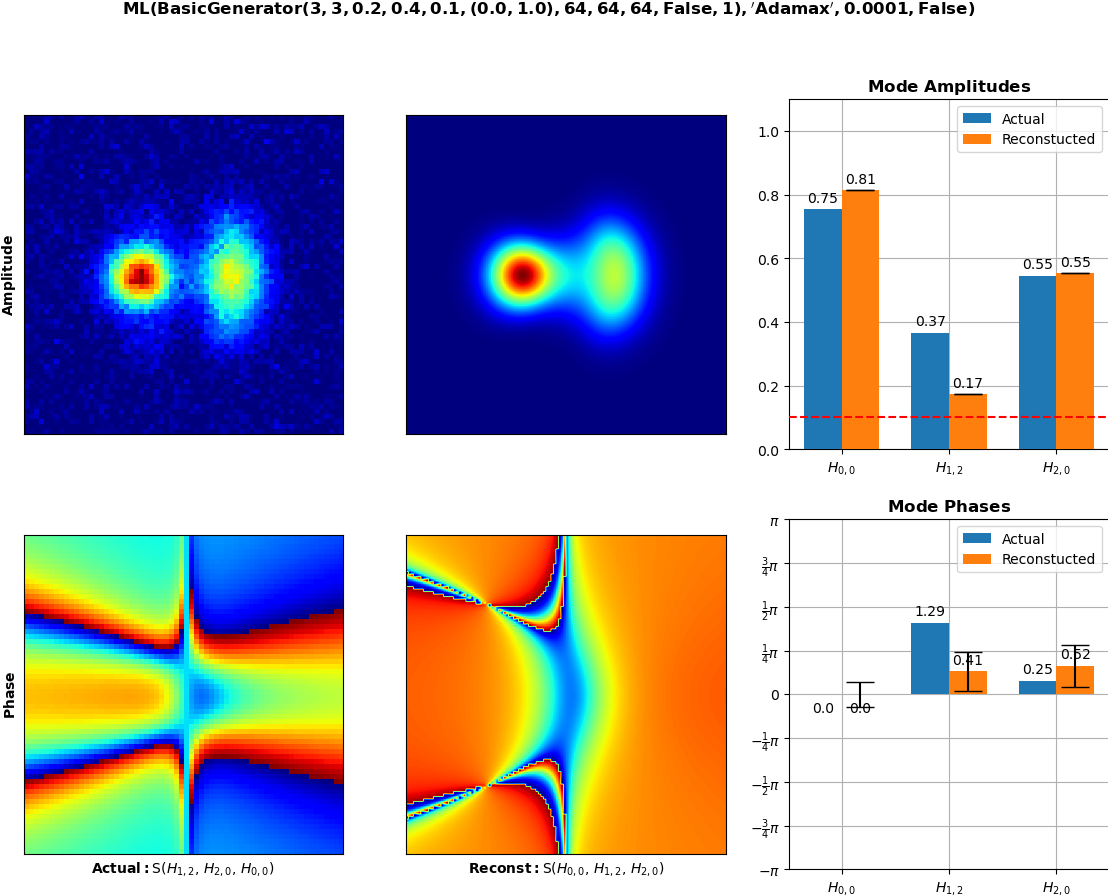 ML(BasicGenerator(3, 3, 0.2, 0.4, 0.1, (0.0, 1.0), 64, 64, 64, False, 1), ′Adamax′, 0.0001, False)
Amplitude
Mode Amplitudes
Actual
Reconstucted
1.0
0.8
0.6
0.4
0.2
0.0
0.75
0.81
0.37
0.17
0.55
0.55
H0,0
H1,2
H2,0
Phase
Actual: S(H1,2, H2,0, H0,0)
Reconst: S(H0,0, H1,2, H2,0)
Mode Phases
Actual
Reconstucted
π
3/4π
1/2π
1/4π
0
−1/4π
−1/2π
−3/4π
−π
0.0
0.0
1.29
0.41
0.25
0.52
H0,0
H1,2
H2,0